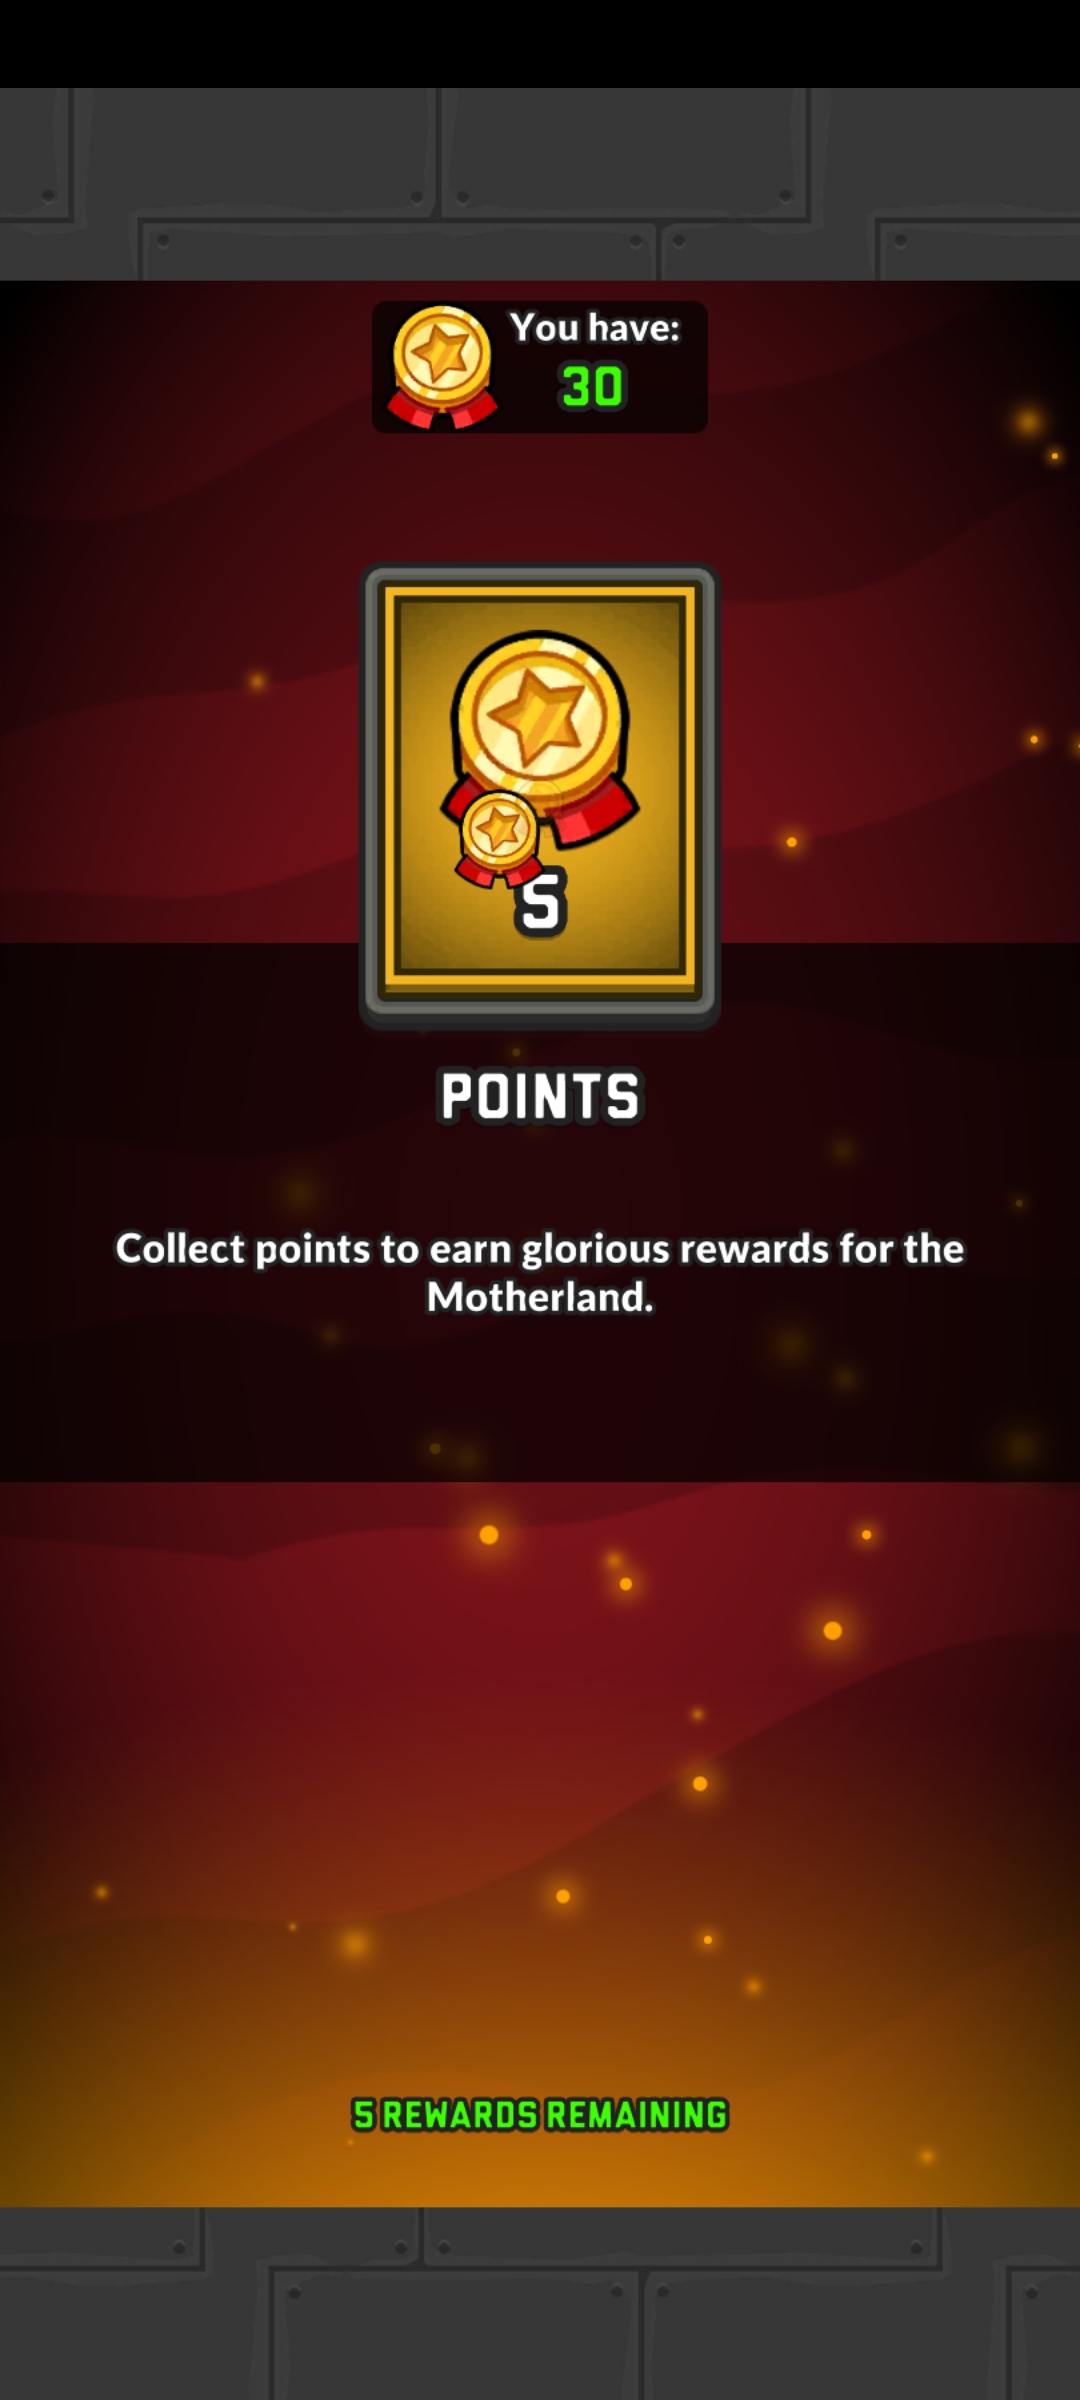 You have:
30
5
POINTS
Collect points to earn glorious rewards for the
Motherland.
5 REWARDS REMAINING